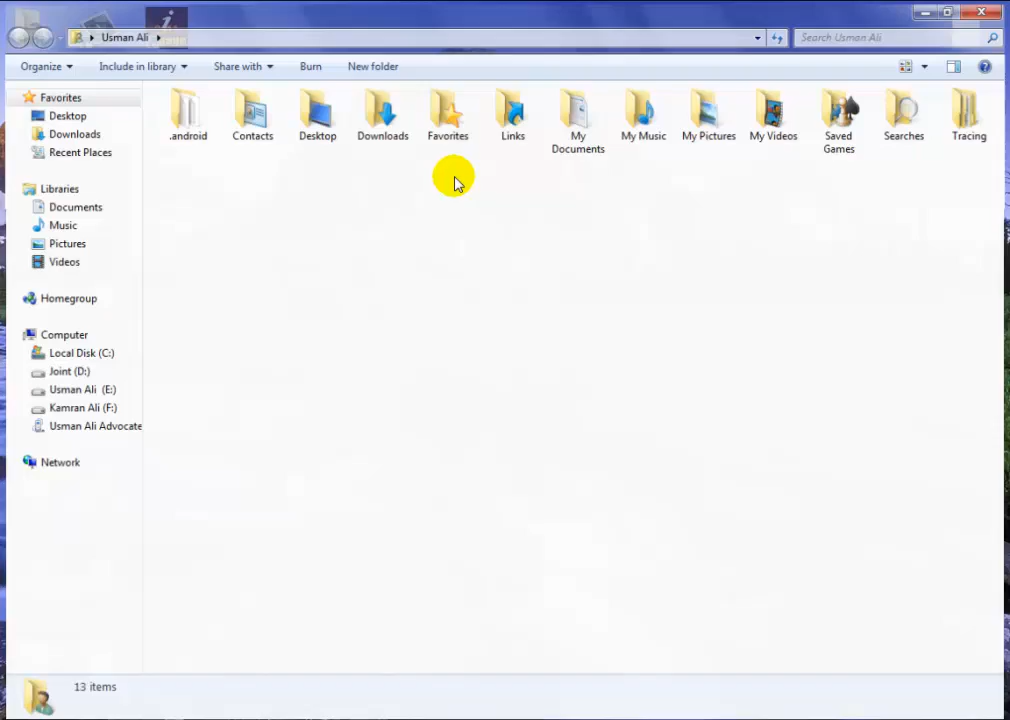 Usman Ali
Search Usman Ali
Organize
Include in library
Share with
Burn
New folder
Favorites
Desktop
Downloads
Recent Places
Libraries
Documents
Music
Pictures
Videos
Homegroup
Computer
Local Disk (C:)
Joint (D:)
Usman Ali (E:)
Kamran Ali (F:)
Usman Ali Advocate
Network
.android
Contacts
Desktop
Downloads
Favorites
Links
My
Documents
My Music
My Pictures
My Videos
Saved
Games
Searches
Tracing
13 items